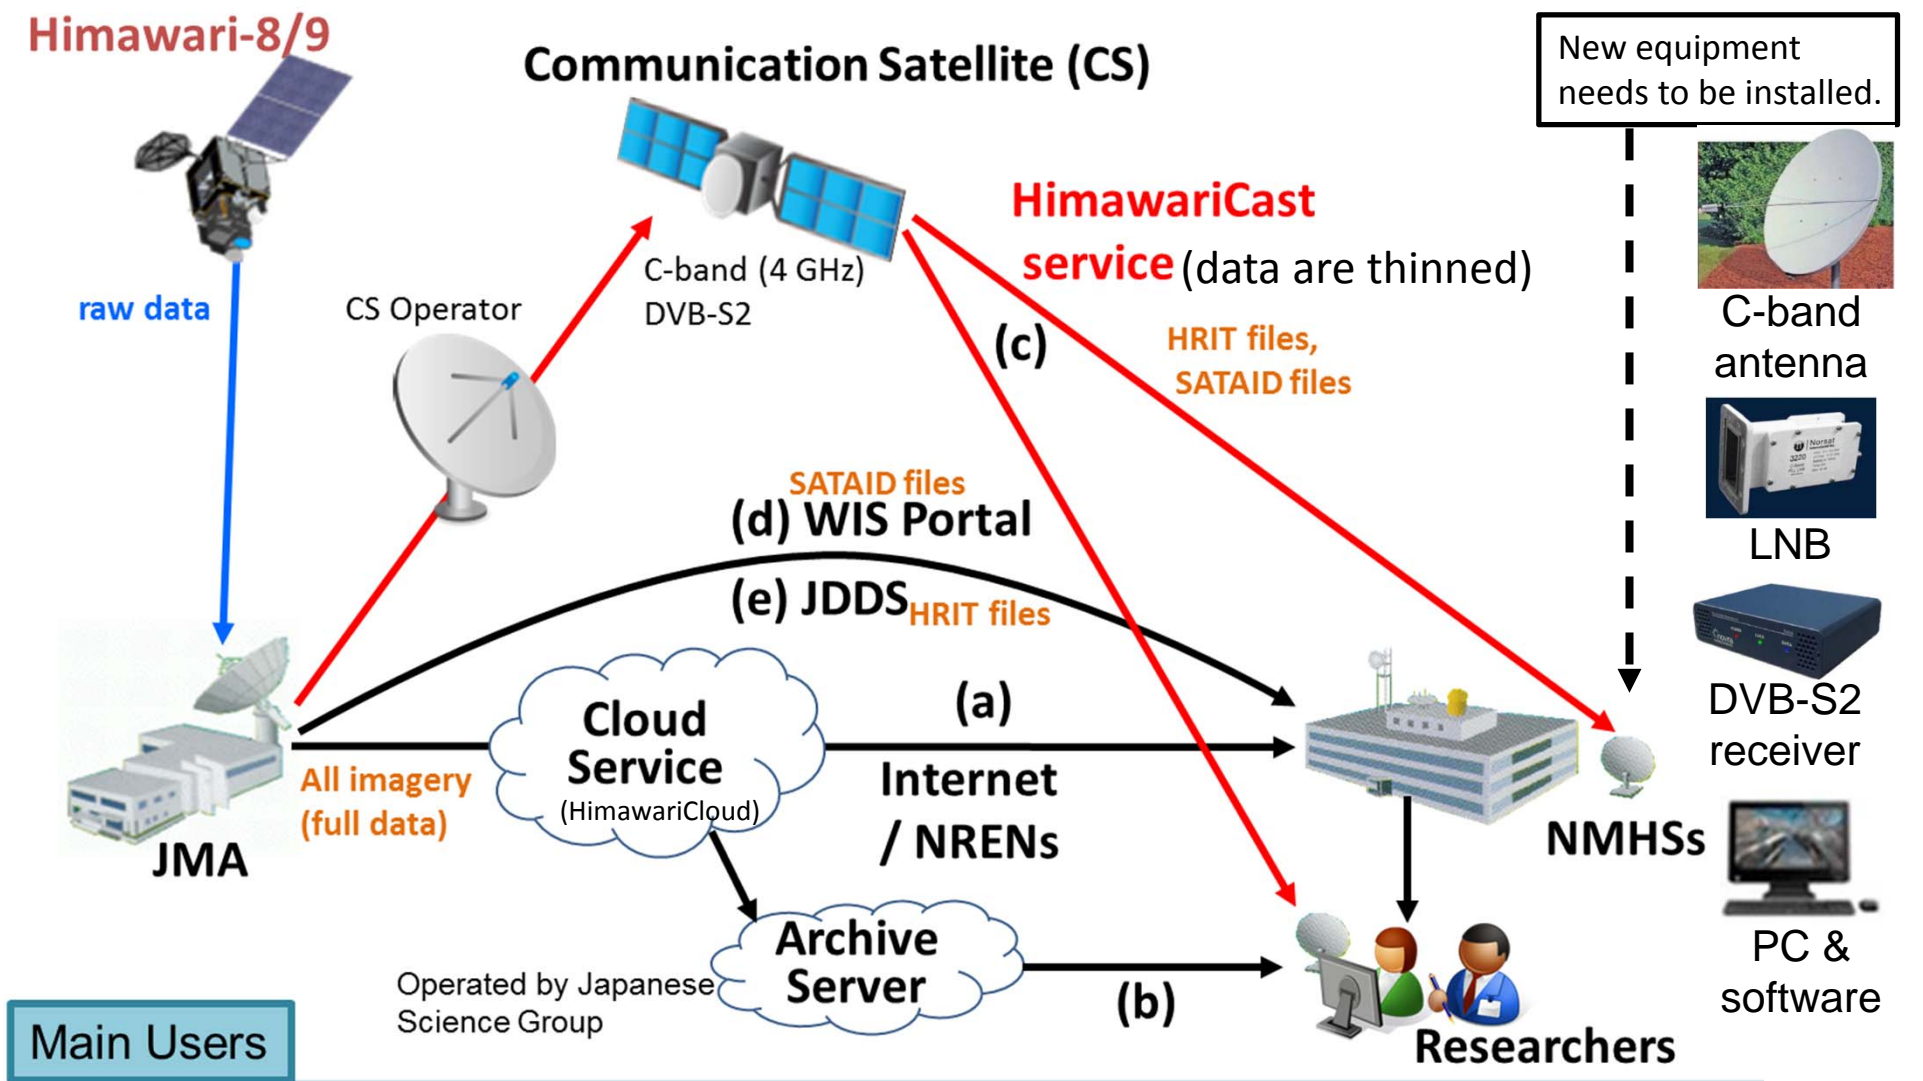 Himawari-8/9
Communication Satellite (CS)
New equipment
needs to be installed.
HimawariCast
service (data are thinned)
C-band (4 GHz)
DVB-S2
raw data
CS Operator
(c)
HRIT files,
SATAID files
C-band
antenna
Norsat
3220
LNB
SATAID files
(d) WIS Portal
(e) JDDS HRIT files
DVB-S2
receiver
Cloud
Service
(HimawariCloud)
(a)
Internet
/ NRENs
All imagery
(full data)
JMA
NMHSs
Archive
Server
(b)
Operated by Japanese
Science Group
PC &
software
Researchers
Main Users